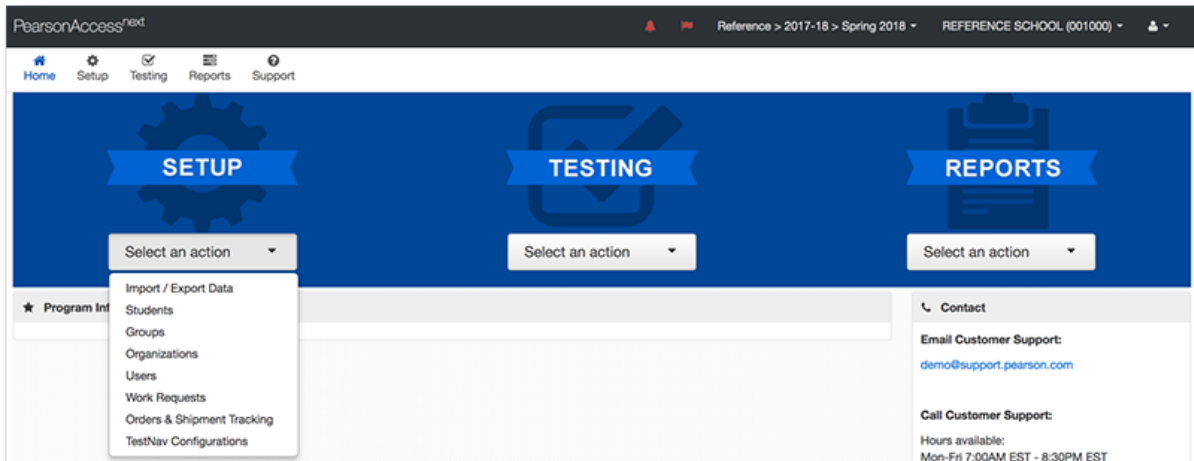 PearsonAccessnext
Reference > 2017-18 > Spring 2018
REFERENCE SCHOOL (001000)
Home Setup Testing Reports Support
SETUP
TESTING
REPORTS
Select an action
Select an action
Select an action
Import / Export Data
Students
Groups
Organizations
Users
Work Requests
Orders & Shipment Tracking
TestNav Configurations
Program Inf
Contact
Email Customer Support:
demo@support.pearson.com
Call Customer Support:
Hours available:
Mon-Fri 7:00AM EST - 8:30PM EST